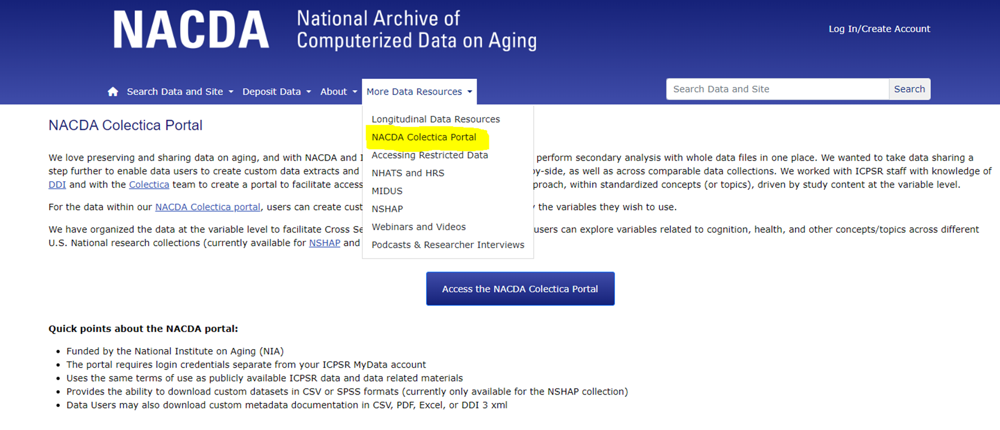 NACDA
National Archive of
Computerized Data on Aging
Log In/Create Account
Search Data and Site
Deposit Data
About
More Data Resources
Search Data and Site
Search
Longitudinal Data Resources
NACDA Colectica Portal
Accessing Restricted Data
NHATS and HRS
MIDUS
NSHAP
Webinars and Videos
Podcasts & Researcher Interviews
NACDA Colectica Portal
We love preserving and sharing data on aging, and with NACDA and perform secondary analysis with whole data files in one place. We wanted to take data sharing a
step further to enable data users to create custom data extracts and by-side, as well as across comparable data collections. We worked with ICPSR staff with knowledge of
DDI and with the Colectica team to create a portal to facilitate within standardized concepts (or topics), driven by study content at the variable level.
For the data within our NACDA Colectica portal, users can create the variables they wish to use.
We have organized the data at the variable level to facilitate Cross users can explore variables related to cognition, health, and other concepts/topics across different
U.S. National research collections (currently available for NSHAP and
Access the NACDA Colectica Portal
Quick points about the NACDA portal:
• Funded by the National Institute on Aging (NIA)
• The portal requires login credentials separate from your ICPSR MyData account
• Uses the same terms of use as publicly available ICPSR data and data related materials
• Provides the ability to download custom datasets in CSV or SPSS formats (currently only available for the NSHAP collection)
• Data Users may also download custom metadata documentation in CSV, PDF, Excel, or DDI 3 xml